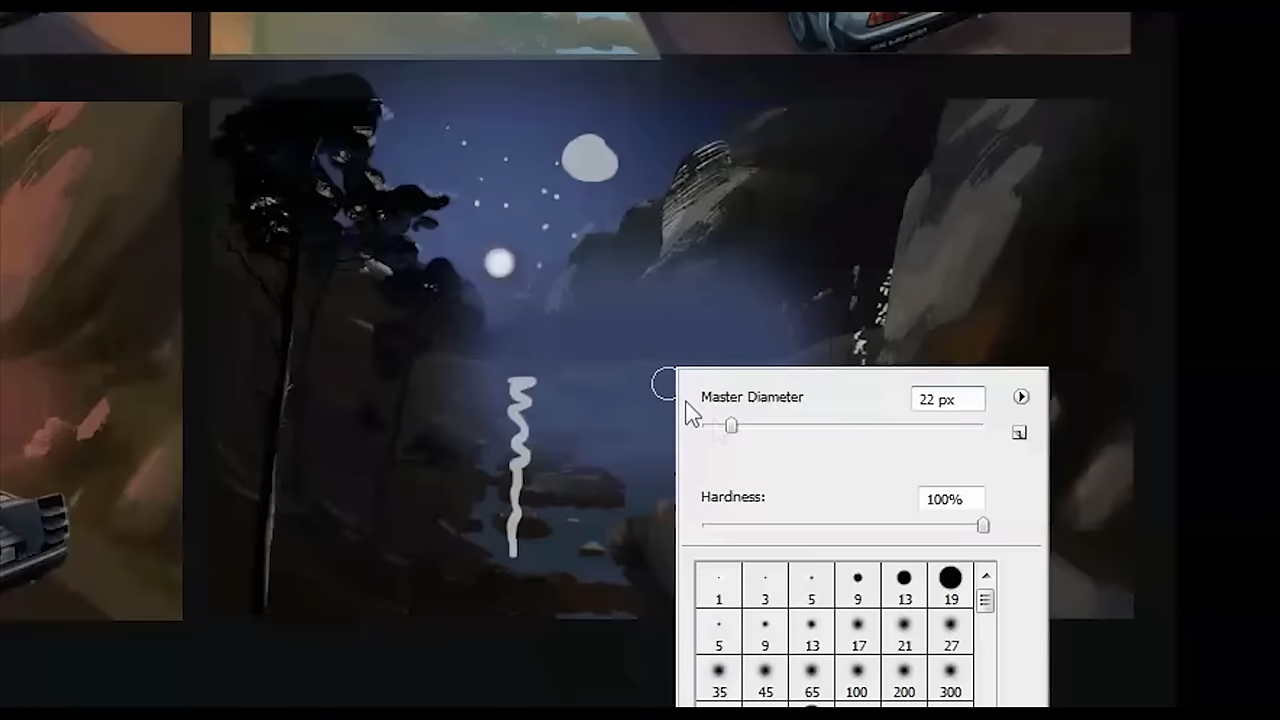 Master Diameter 22 px
Hardness: 100%
1 3 5 9 13 19
5 9 13 17 21 27
35 45 65 100 200 300